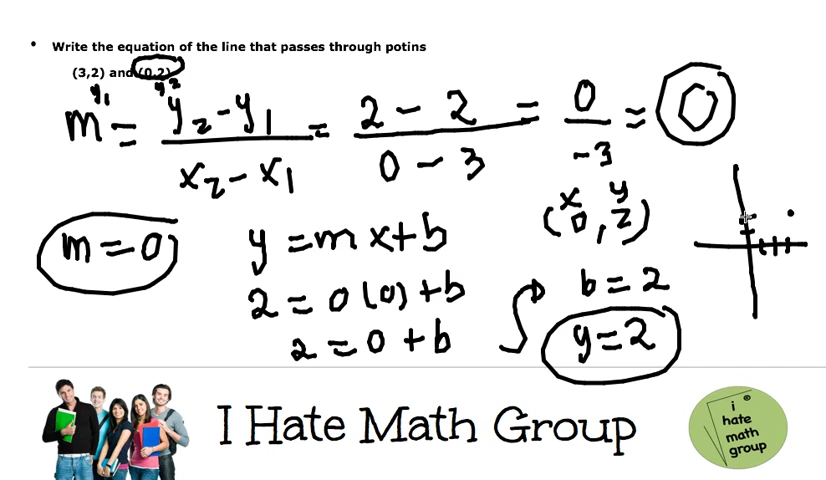 • Write the equation of the line that passes through potins
(3,2) and (0,2)
y1 y2
m = y2-y1 / x2-x1 = 2-2 / 0-3 = 0 / -3 = 0
m=0
y=mx+b
(0,2)
x y
2=0(0)+b
b=2
2=0+b
y=2
I Hate Math Group
i
hate
math
group